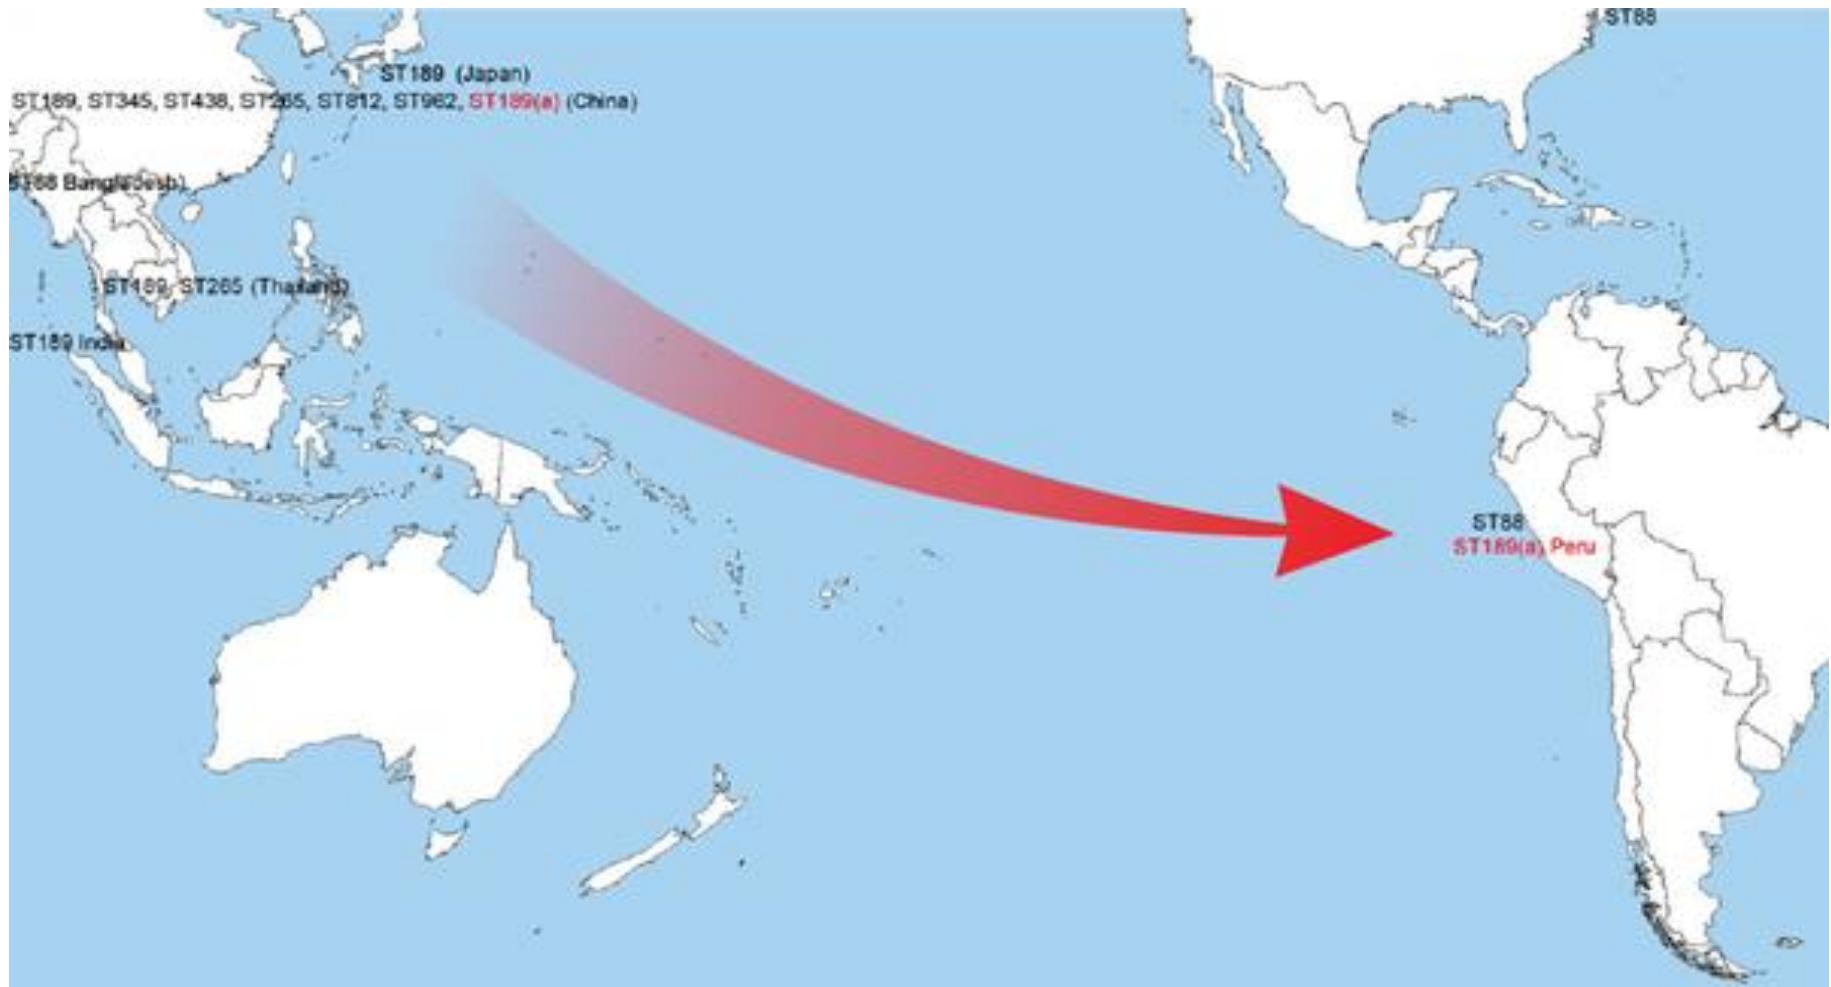 ST88
ST189 (Japan)
ST189, ST345, ST438, ST265, ST812, ST962, ST189(a) (China)
ST88 Bangladesh)
ST189, ST265 (Thailand)
ST189 India
ST88
ST189(a) Peru